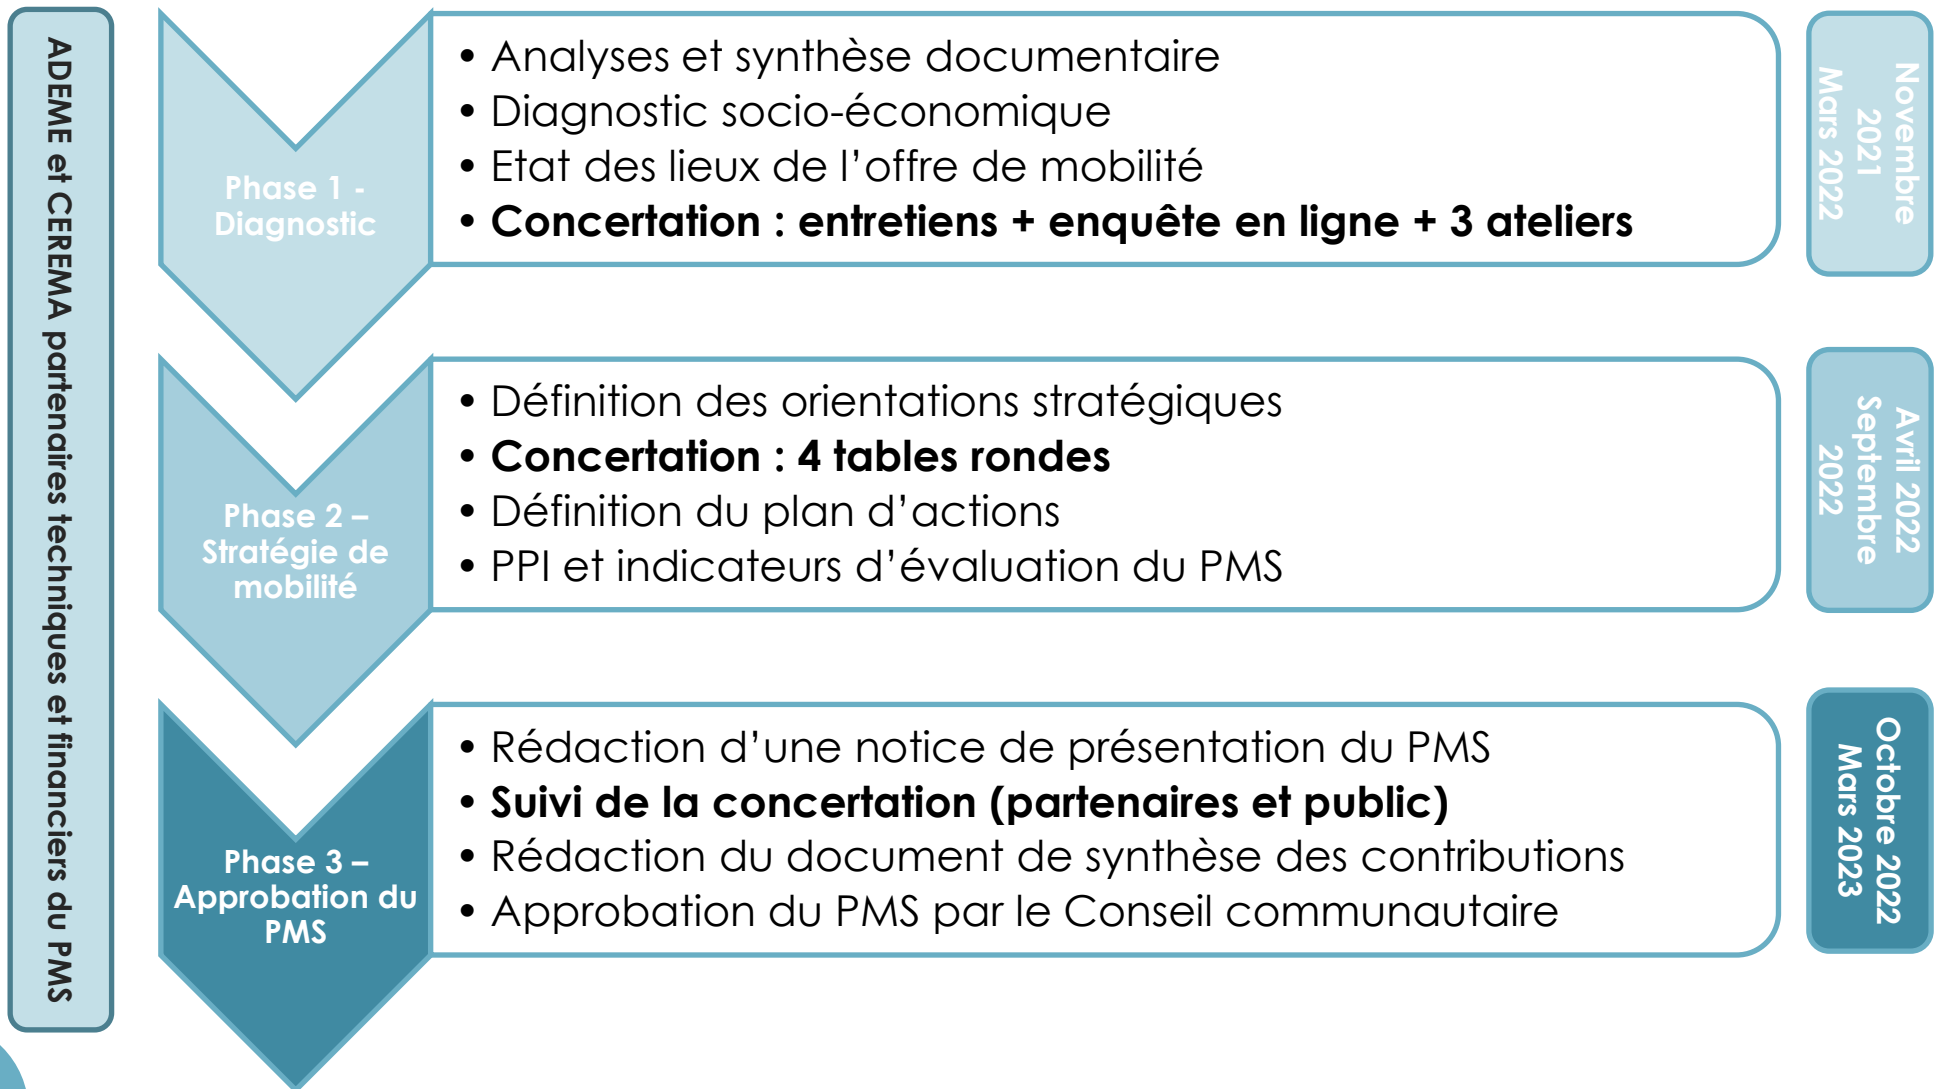 ADEME et CEREMA partenaires techniques et financiers du PMS
Phase 1 -
Diagnostic
• Analyses et synthèse documentaire
• Diagnostic socio-économique
• Etat des lieux de l’offre de mobilité
• Concertation : entretiens + enquête en ligne + 3 ateliers
Novembre
2021
Mars 2022
Phase 2 –
Stratégie de
mobilité
• Définition des orientations stratégiques
• Concertation : 4 tables rondes
• Définition du plan d’actions
• PPI et indicateurs d’évaluation du PMS
Avril 2022
Septembre
2022
Phase 3 –
Approbation du
PMS
• Rédaction d’une notice de présentation du PMS
• Suivi de la concertation (partenaires et public)
• Rédaction du document de synthèse des contributions
• Approbation du PMS par le Conseil communautaire
Octobre 2022
Mars 2023